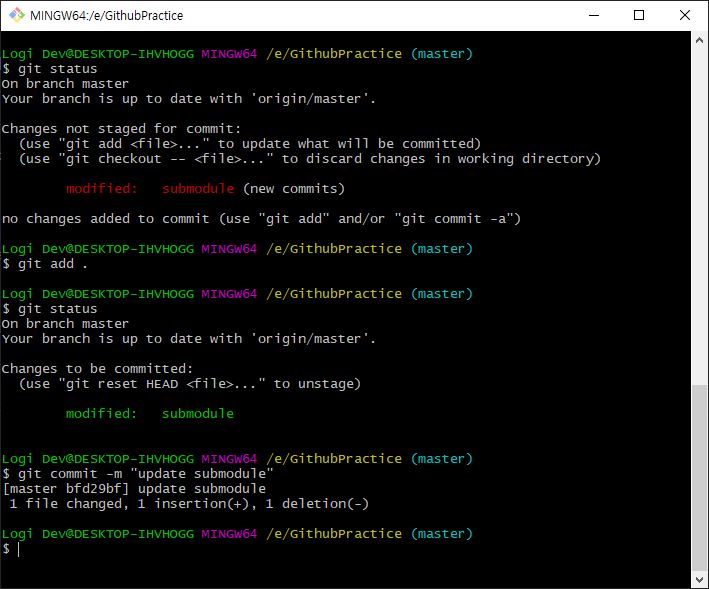 MINGW64:/e/GithubPractice
Logi Dev@DESKTOP-IHVHOGG MINGW64 /e/GithubPractice (master)
$ git status
On branch master
Your branch is up to date with 'origin/master'.
Changes not staged for commit:
  (use "git add <file>..." to update what will be committed)
  (use "git checkout -- <file>..." to discard changes in working directory)
        modified:   submodule (new commits)
no changes added to commit (use "git add" and/or "git commit -a")
Logi Dev@DESKTOP-IHVHOGG MINGW64 /e/GithubPractice (master)
$ git add .
Logi Dev@DESKTOP-IHVHOGG MINGW64 /e/GithubPractice (master)
$ git status
On branch master
Your branch is up to date with 'origin/master'.
Changes to be committed:
  (use "git reset HEAD <file>..." to unstage)
        modified:   submodule
Logi Dev@DESKTOP-IHVHOGG MINGW64 /e/GithubPractice (master)
$ git commit -m "update submodule"
[master bfd29bf] update submodule
 1 file changed, 1 insertion(+), 1 deletion(-)
Logi Dev@DESKTOP-IHVHOGG MINGW64 /e/GithubPractice (master)
$